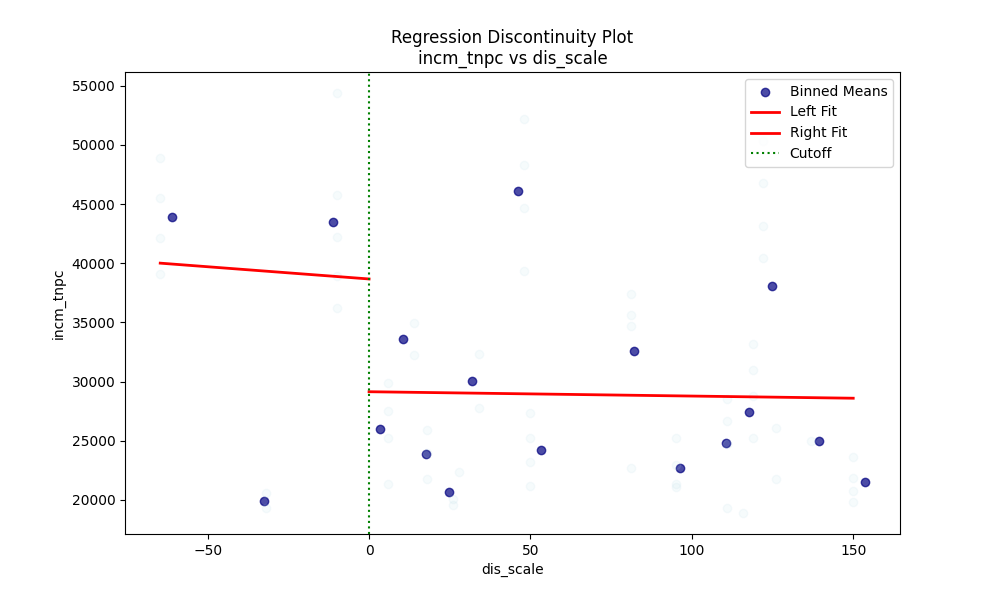 Regression Discontinuity Plot
incm_tnpc vs dis_scale
55000
50000
45000
40000
35000
30000
25000
20000
incm_tnpc
Binned Means
Left Fit
Right Fit
Cutoff
−50
0
50
100
150
dis_scale